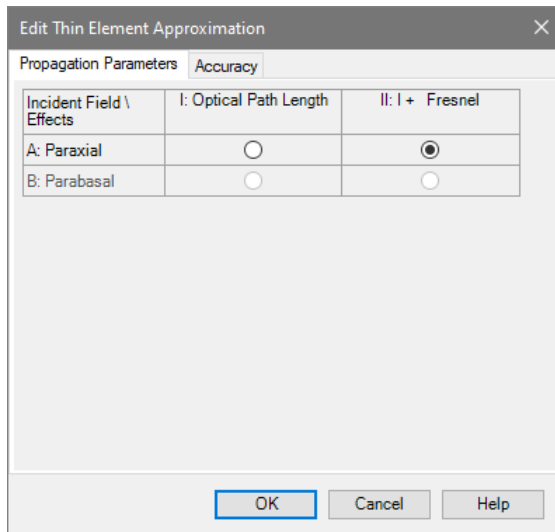 Edit Thin Element Approximation
Propagation Parameters Accuracy
Incident Field \ I: Optical Path Length II: I + Fresnel
Effects
A: Paraxial
B: Parabasal
OK Cancel Help